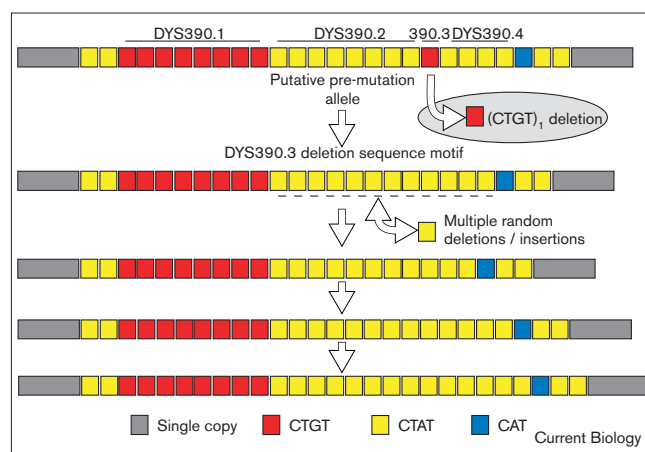 DYS390.1 DYS390.2 390.3 DYS390.4
Putative pre-mutation
allele
(CTGT)1 deletion
DYS390.3 deletion sequence motif
Multiple random
deletions / insertions
Single copy CTGT CTAT CAT
Current Biology